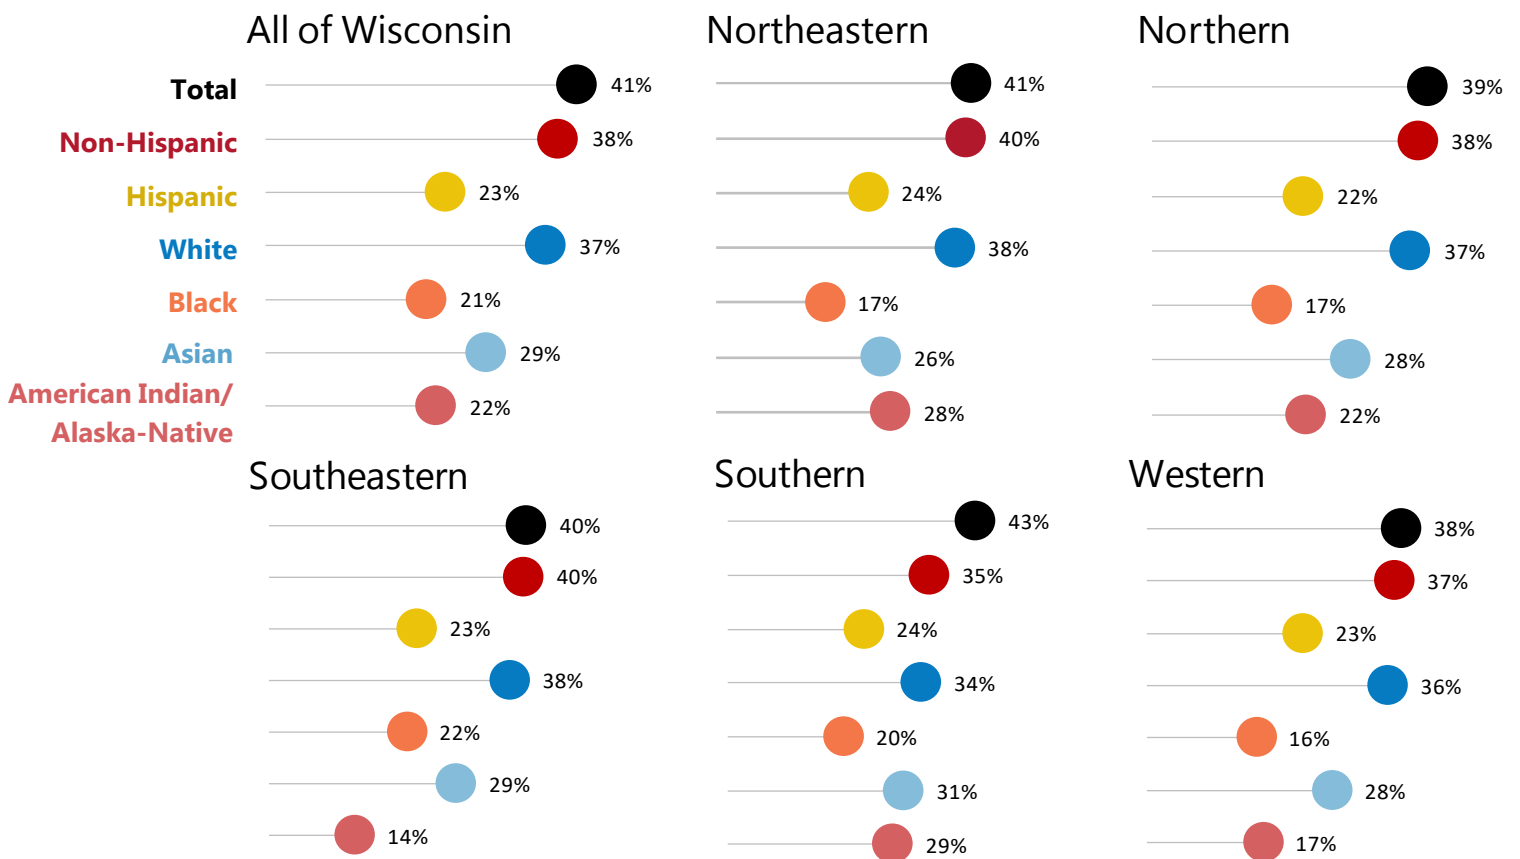 All of Wisconsin
Total 41%
Non-Hispanic 38%
Hispanic 23%
White 37%
Black 21%
Asian 29%
American Indian/
Alaska-Native 22%
Northeastern
41%
40%
24%
38%
17%
26%
28%
Northern
39%
38%
22%
37%
17%
28%
22%
Southeastern
40%
40%
23%
38%
22%
29%
14%
Southern
43%
35%
24%
34%
20%
31%
29%
Western
38%
37%
23%
36%
16%
28%
17%